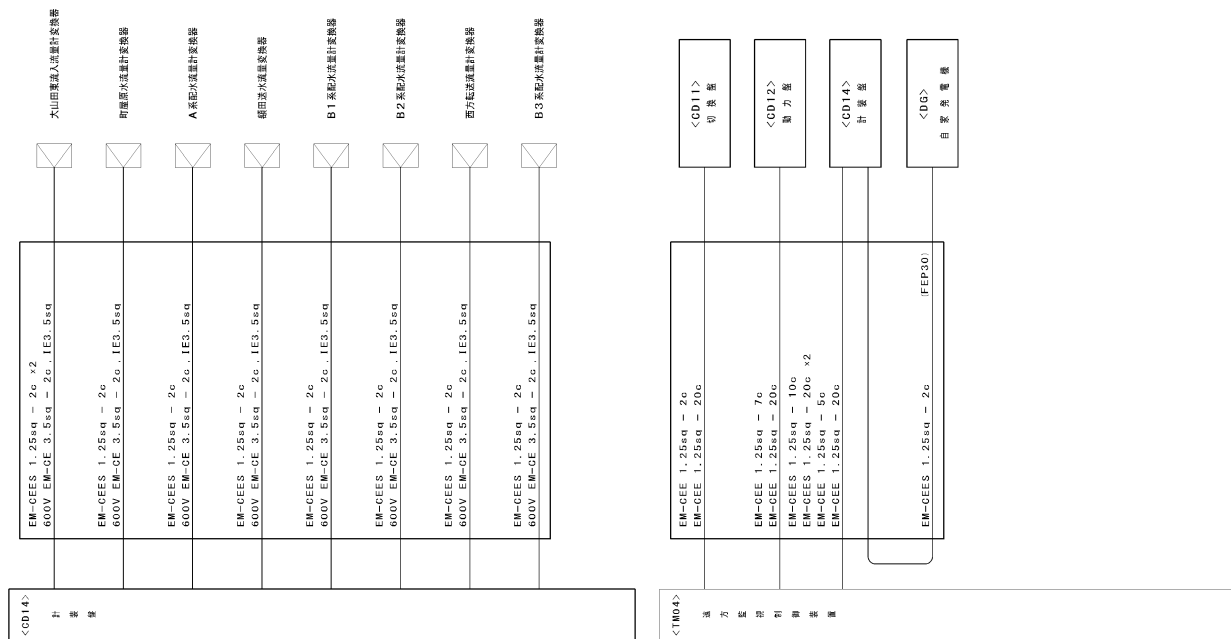 大山田東流入流量計変換器
町屋原水流量計変換器
A系配水流量計変換器
額田送水流量変換器
B1系配水流量計変換器
B2系配水流量計変換器
西方転送流量計変換器
B3系配水流量計変換器
EM-CEES 1.25sq - 2c ×2
600V EM-CE 3.5sq - 2c , IE3.5sq
EM-CEES 1.25sq - 2c
600V EM-CE 3.5sq - 2c , IE3.5sq
EM-CEES 1.25sq - 2c
600V EM-CE 3.5sq - 2c , IE3.5sq
EM-CEES 1.25sq - 2c
600V EM-CE 3.5sq - 2c , IE3.5sq
EM-CEES 1.25sq - 2c
600V EM-CE 3.5sq - 2c , IE3.5sq
EM-CEES 1.25sq - 2c
600V EM-CE 3.5sq - 2c , IE3.5sq
EM-CEES 1.25sq - 2c
600V EM-CE 3.5sq - 2c , IE3.5sq
EM-CEES 1.25sq - 2c
600V EM-CE 3.5sq - 2c , IE3.5sq
<CD14>
計装盤
<CD11>
切換盤
<CD12>
動力盤
<CD14>
計装盤
<DG>
自家発電機
EM-CEE 1.25sq - 2c
EM-CEE 1.25sq - 20c
EM-CEE 1.25sq - 7c
EM-CEE 1.25sq - 20c
EM-CEES 1.25sq - 10c
EM-CEES 1.25sq - 20c ×2
EM-CEE 1.25sq - 5c
EM-CEE 1.25sq - 20c
EM-CEES 1.25sq - 2c
(FEP30)
<TM04>
遠方監視制御装置